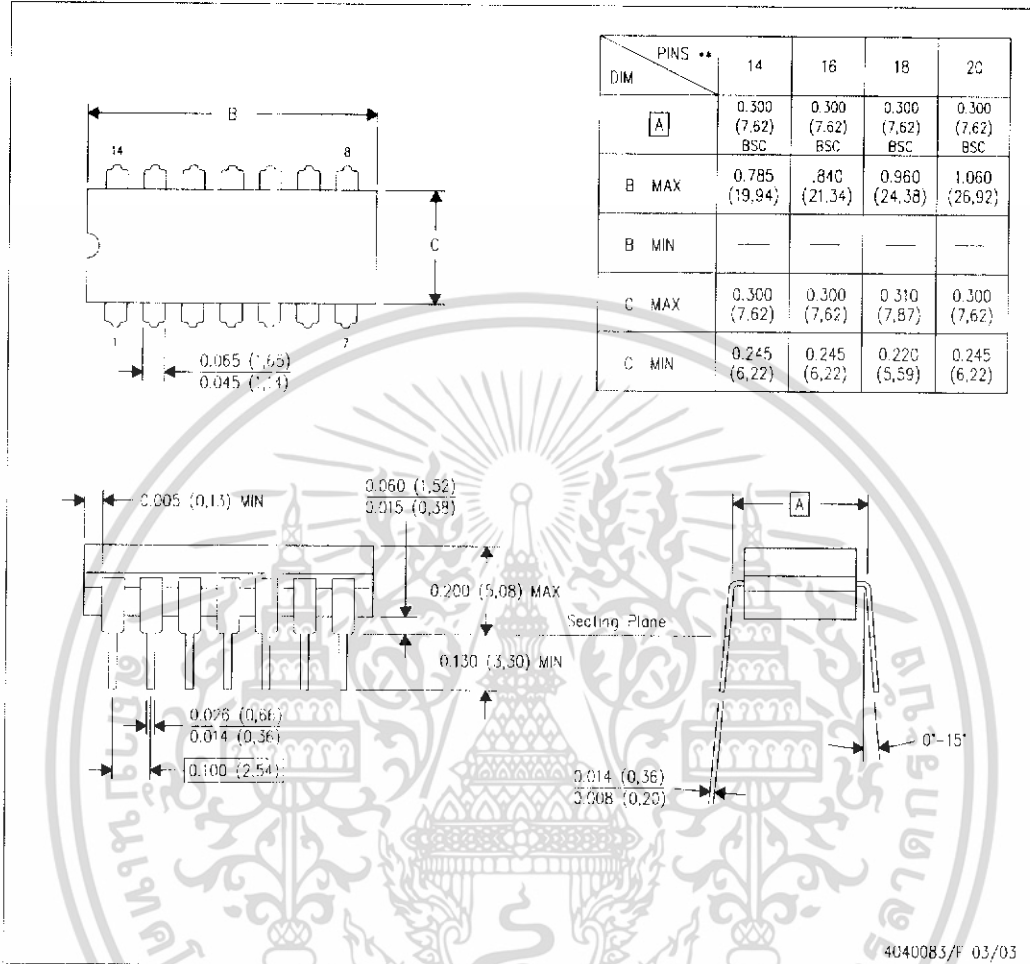 PINS **
DIM
14 16 18 20
A 0.300 (7,62) BSC 0.300 (7,62) BSC 0.300 (7,62) BSC 0.300 (7,62) BSC
B MAX 0.785 (19,94) .840 (21,34) 0.960 (24,38) 1.060 (26,92)
B MIN — — — —
C MAX 0.300 (7,62) 0.300 (7,62) 0.310 (7,87) 0.300 (7,62)
C MIN 0.245 (6,22) 0.245 (6,22) 0.220 (5,59) 0.245 (6,22)
B
14 8
C
1 7
0.065 (1,65)
0.045 (1,14)
0.005 (0,13) MIN
0.060 (1,52)
0.015 (0,38)
A
0.200 (5,08) MAX
Seating Plane
0.130 (3,30) MIN
0.026 (0,66)
0.014 (0,36)
0.100 (2,54)
0.014 (0,36)
0.008 (0,20)
0°-15°
4040083/F 03/03